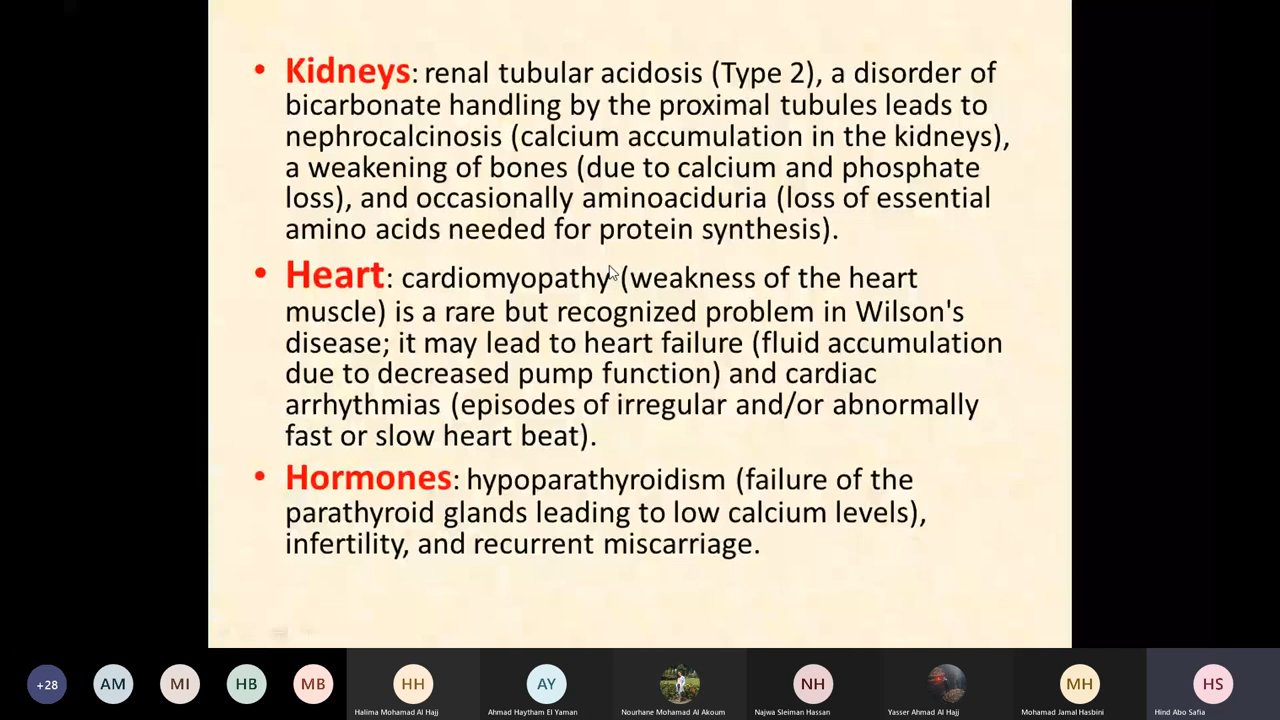 • Kidneys: renal tubular acidosis (Type 2), a disorder of
bicarbonate handling by the proximal tubules leads to
nephrocalcinosis (calcium accumulation in the kidneys),
a weakening of bones (due to calcium and phosphate
loss), and occasionally aminoaciduria (loss of essential
amino acids needed for protein synthesis).
• Heart: cardiomyopathy (weakness of the heart
muscle) is a rare but recognized problem in Wilson's
disease; it may lead to heart failure (fluid accumulation
due to decreased pump function) and cardiac
arrhythmias (episodes of irregular and/or abnormally
fast or slow heart beat).
• Hormones: hypoparathyroidism (failure of the
parathyroid glands leading to low calcium levels),
infertility, and recurrent miscarriage.
+28 AM MI HB MB HH AY NH MH HS
Halima Mohamad Al Hajj Ahmad Haytham El Yaman Nourhane Mohamad Al Akoum Najwa Sleiman Hassan Yasser Ahmad Al Hajj Mohamad Jamal Hasbini Hind Abo Safia